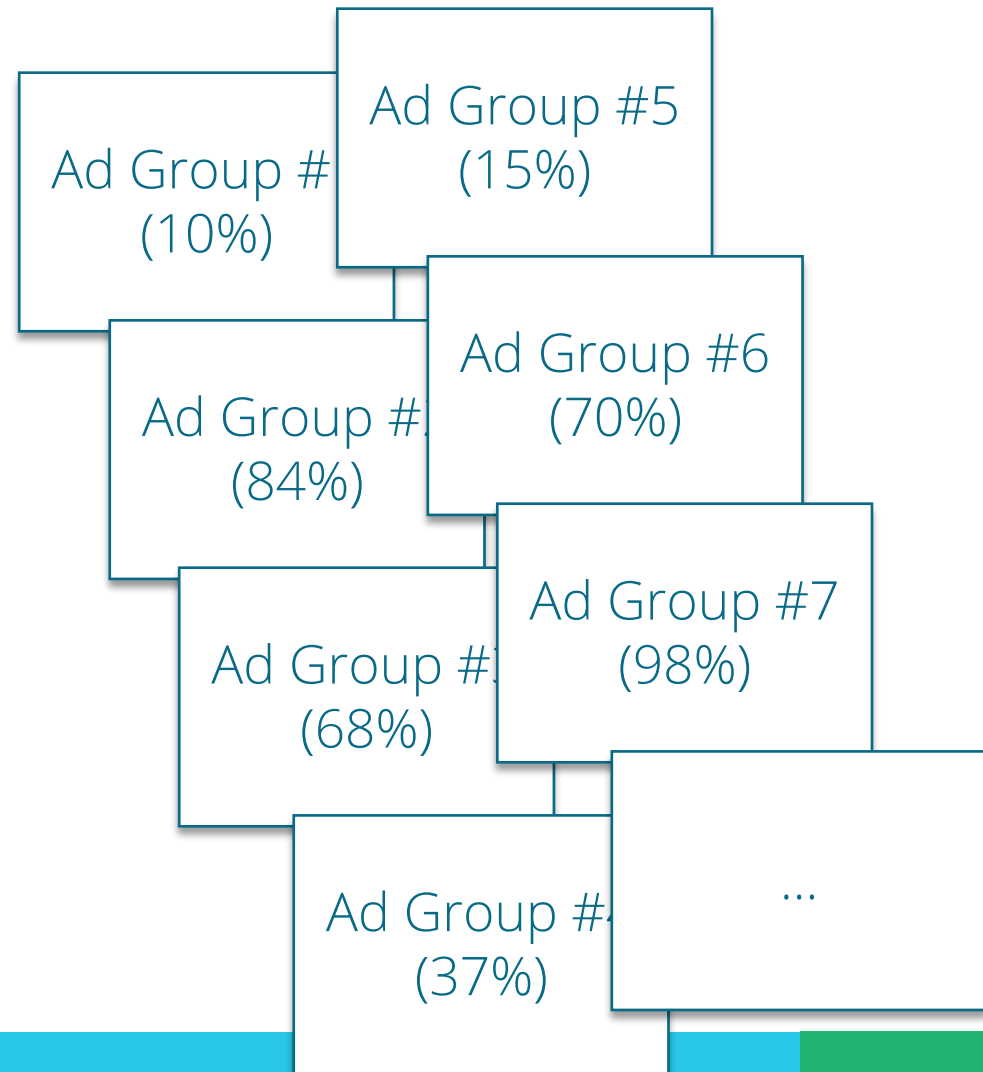 Ad Group #
(10%)
Ad Group #
(84%)
Ad Group #
(68%)
Ad Group #
(37%)
Ad Group #5
(15%)
Ad Group #6
(70%)
Ad Group #7
(98%)
...